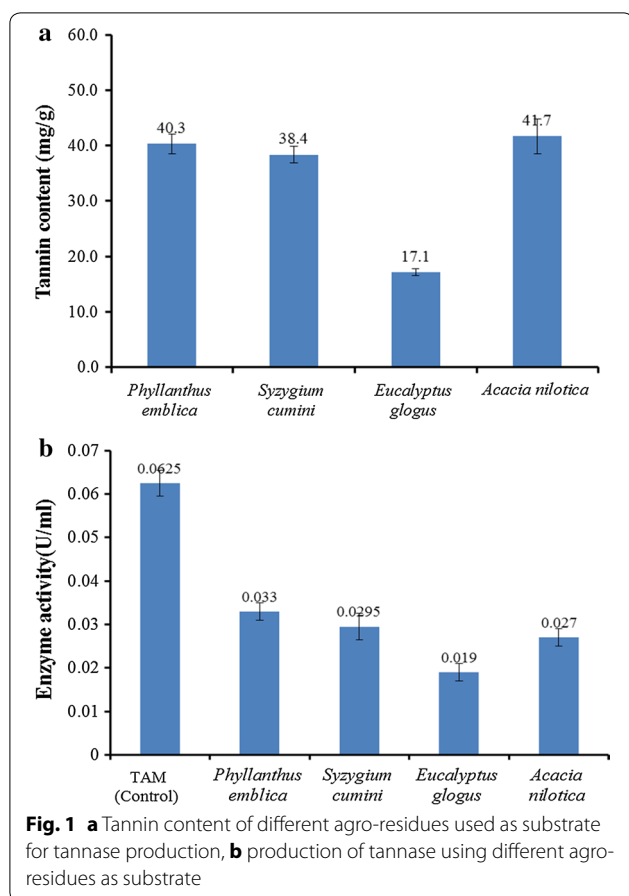 a
60.0
50.0
40.0
30.0
20.0
10.0
0.0
Tannin content (mg/g)
40.3
38.4
17.1
41.7
Phyllanthus
emblica
Syzygium
cumini
Eucalyptus
glogus
Acacia nilotica
b
0.07
0.06
0.05
0.04
0.03
0.02
0.01
0
Enzyme activity(U/ml)
0.0625
0.033
0.0295
0.019
0.027
TAM
(Control)
Phyllanthus
emblica
Syzygium
cumini
Eucalyptus
glogus
Acacia
nilotica
Fig. 1 a Tannin content of different agro-residues used as substrate
for tannase production, b production of tannase using different agro-
residues as substrate